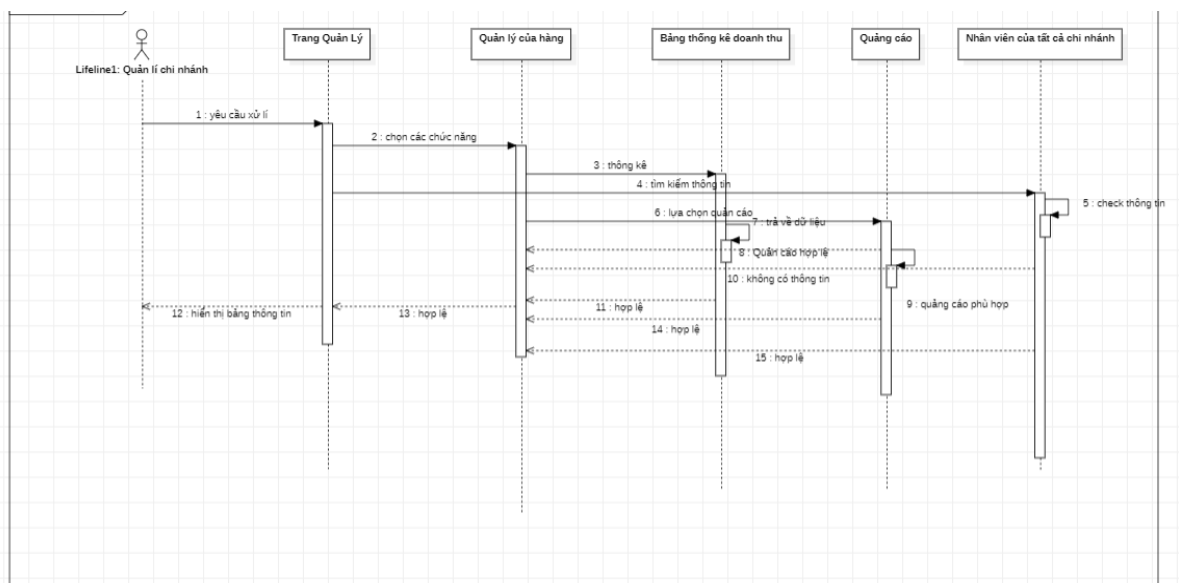 Trang Quản Lý
Quản lý của hàng
Bảng thống kê doanh thu
Quảng cáo
Nhân viên của tất cả chi nhánh
Lifeline1: Quản lí chi nhánh
1 : yêu cầu xử lí
2 : chọn các chức năng
3 : thông kê
4 : tìm kiếm thông tin
5 : check thông tin
6 : lựa chọn quản cáo
7 : trả về dữ liệu
8 : Quản cáo hợp lệ
10 : không có thông tin
9 : quảng cáo phù hợp
11 : hợp lệ
12 : hiển thị bảng thông tin
13 : hợp lệ
14 : hợp lệ
15 : hợp lệ